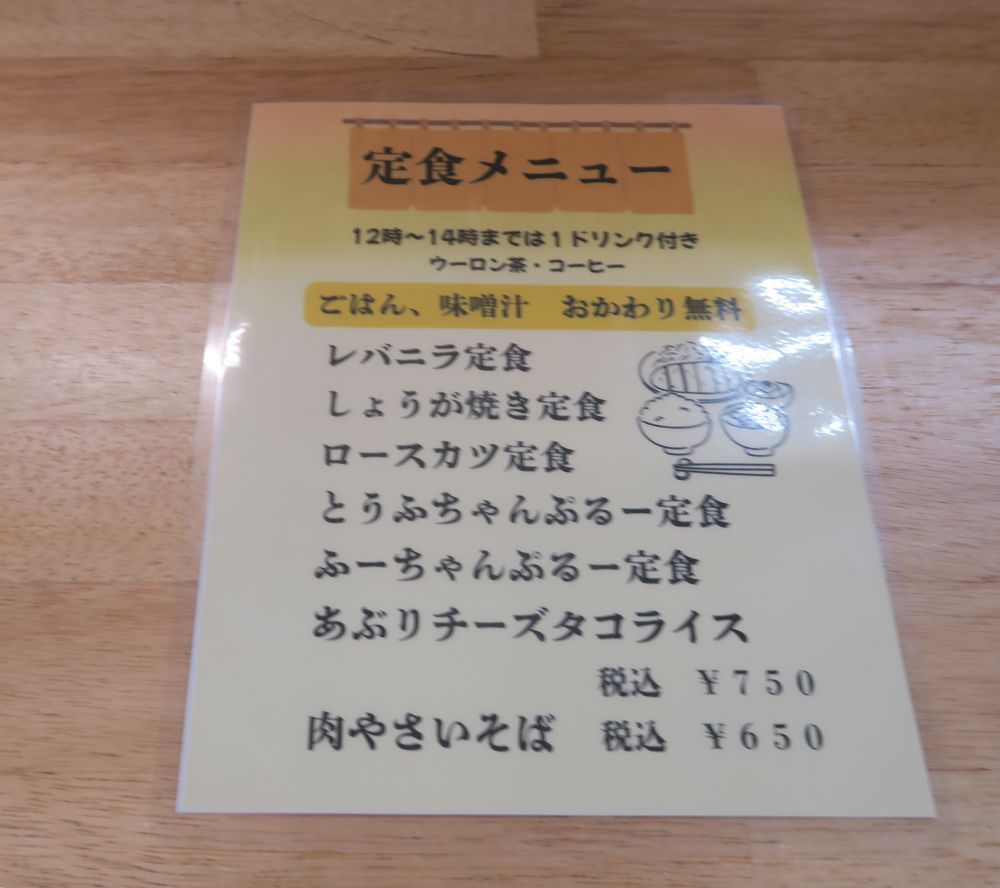 定食メニュー
12時～14時までは1ドリンク付き
ウーロン茶・コーヒー
ごはん、味噌汁　おかわり無料
レバニラ定食
しょうが焼き定食
ロースカツ定食
とうふちゃんぷるー定食
ふーちゃんぷるー定食
あぶりチーズタコライス
税込　￥７５０
肉やさいそば　税込　￥６５０